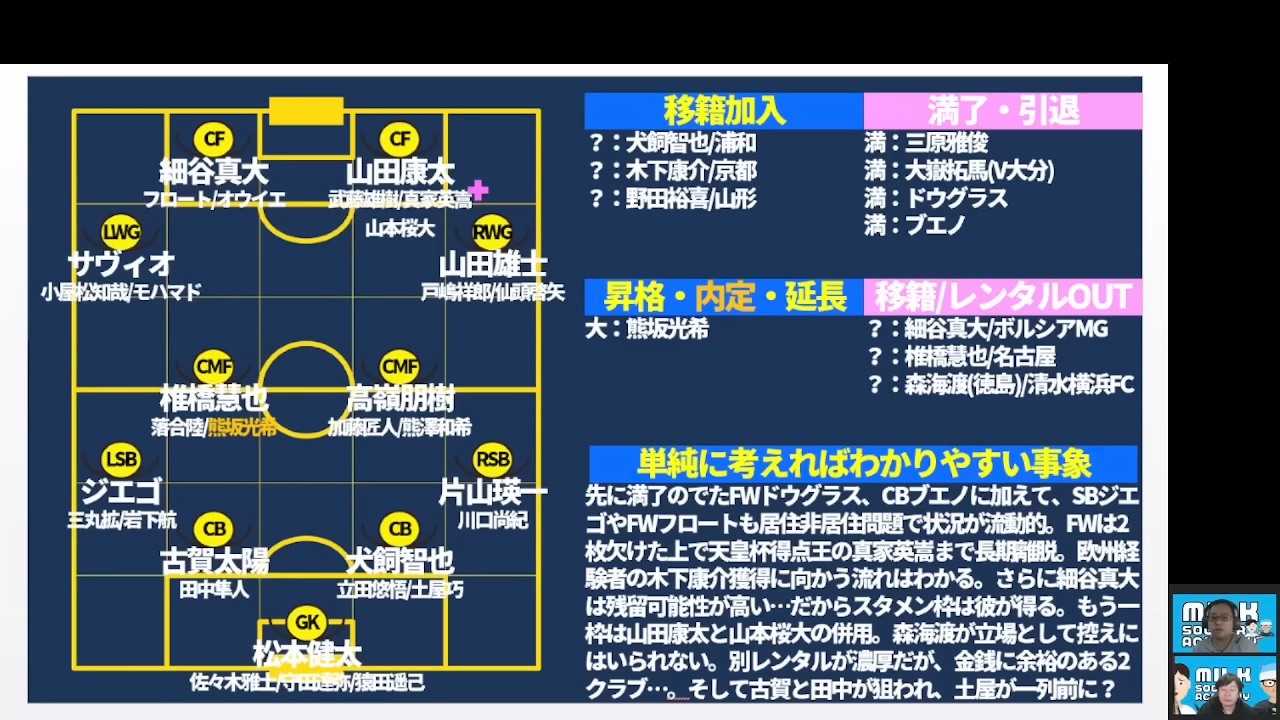 CF
CF
細谷真大
山田康太
フロート/オウイエ
武藤雄樹/真家英嵩
山本桜大
LWG
RWG
サヴィオ
山田雄士
小屋松知哉/モハマド
戸嶋祥郎/仙頭啓矢
CMF
CMF
椎橋慧也
高嶺朋樹
落合陸/熊坂光希
加藤匠人/熊澤和希
LSB
RSB
ジエゴ
片山瑛一
三丸拡/岩下航
川口尚紀
CB
CB
古賀太陽
犬飼智也
田中隼人
立田悠悟/土屋巧
GK
松本健太
佐々木雅士/守田達弥/猿田遥己
移籍加入
？：犬飼智也/浦和
？：木下康介/京都
？：野田裕喜/山形
満了・引退
満：三原雅俊
満：大嶽拓馬(V大分)
満：ドウグラス
満：ブエノ
昇格・内定・延長
大：熊坂光希
移籍/レンタルOUT
？：細谷真大/ボルシアMG
？：椎橋慧也/名古屋
？：森海渡(徳島)/清水横浜FC
単純に考えればわかりやすい事象
先に満了のでたFWドウグラス、CBブエノに加えて、SBジエ
ゴやFWフロートも居住非居住問題で状況が流動的。FWは2
枚欠けた上で天皇杯得点王の真家英嵩まで長期離脱。欧州経
験者の木下康介獲得に向かう流れはわかる。さらに細谷真大
は残留可能性が高い…だからスタメン枠は彼が得る。もう一
枠は山田康太と山本桜大の併用。森海渡が立場として控えに
はいられない。別レンタルが濃厚だが、金銭に余裕のある2
クラブ…。そして古賀と田中が狙われ、土屋が一列前に？
MILK
MILK